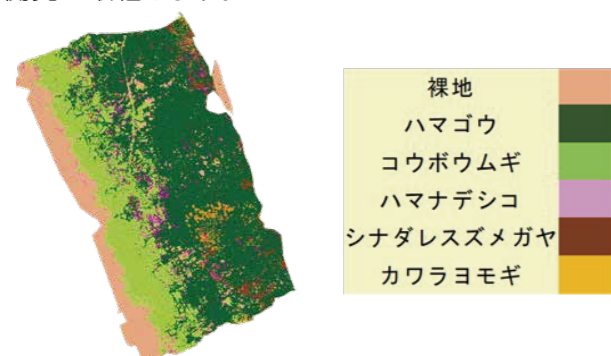 裸地
ハマゴウ
コウボウムギ
ハマナデシコ
シナダレスズメガヤ
カワラヨモギ